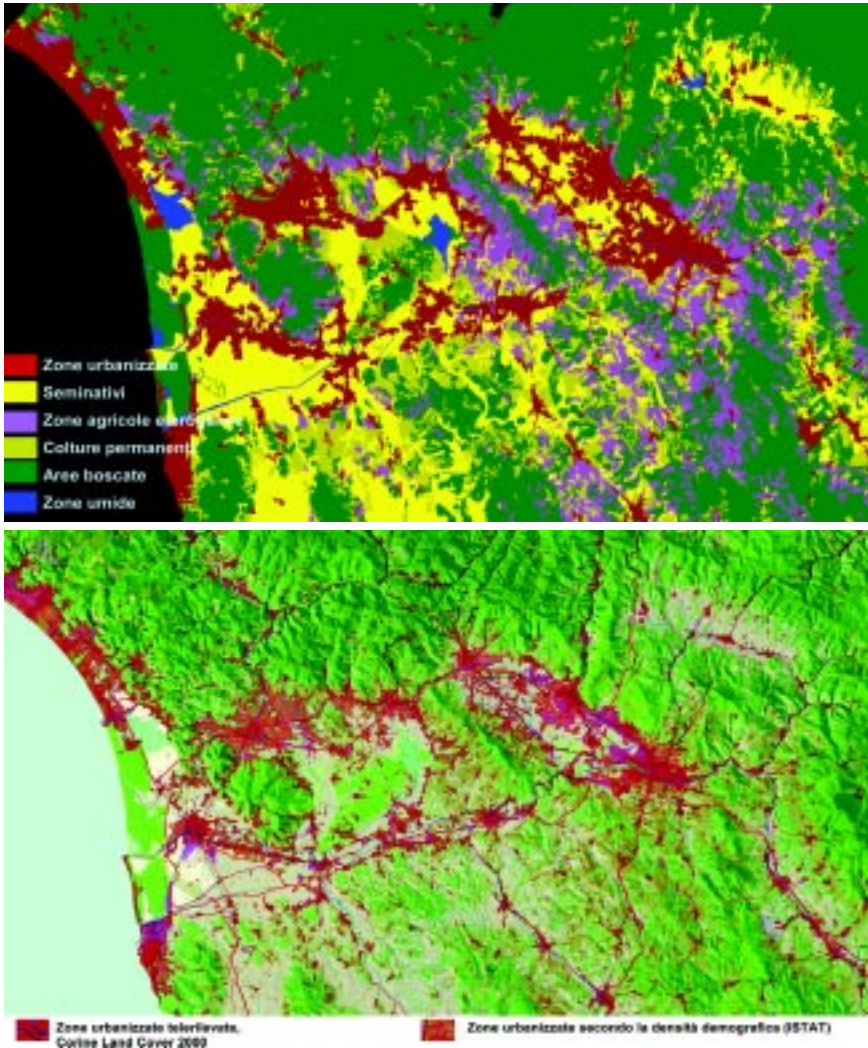 Zone urbanizzate
Seminativi
Zone agricole
Colture permanenti
Aree boscate
Zone umide
Zone urbanizzate telerilevate,
Corine Land Cover 2000
Zone urbanizzate secondo la densità demografica (ISTAT)